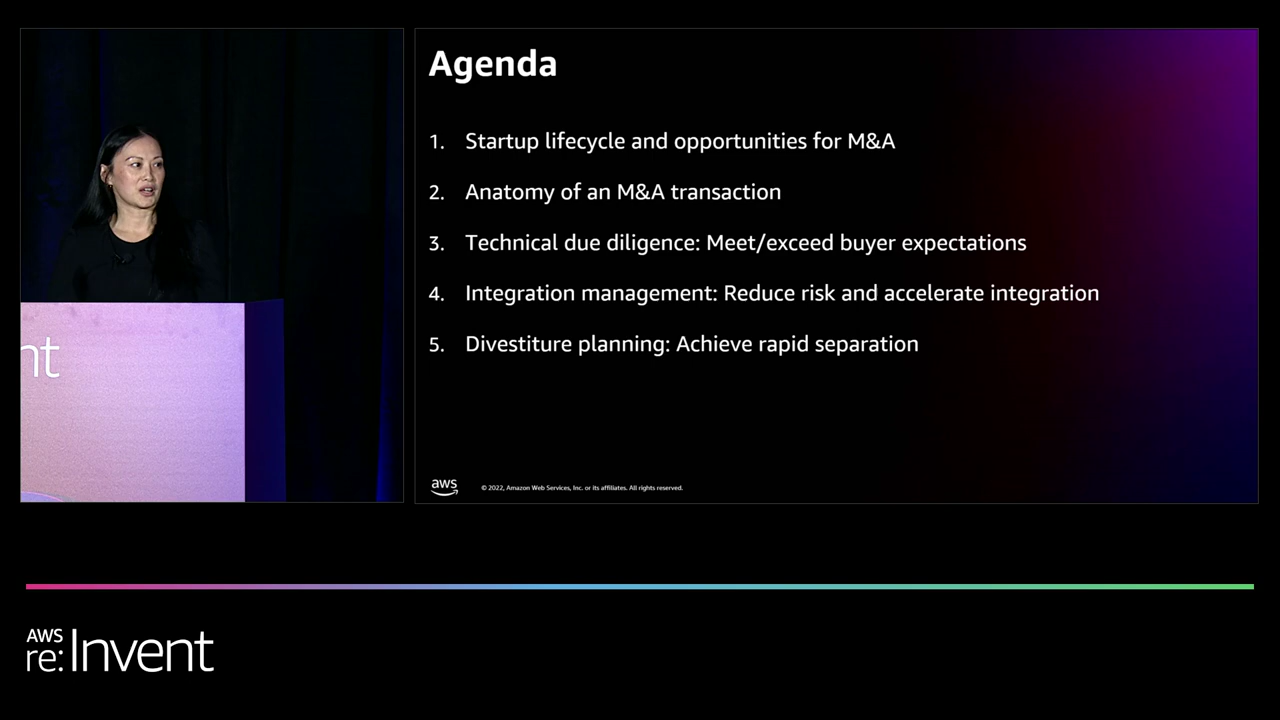 Agenda
1. Startup lifecycle and opportunities for M&A
2. Anatomy of an M&A transaction
3. Technical due diligence: Meet/exceed buyer expectations
4. Integration management: Reduce risk and accelerate integration
5. Divestiture planning: Achieve rapid separation
nt
aws
© 2022, Amazon Web Services, Inc. or its affiliates. All rights reserved.
AWS
re:Invent